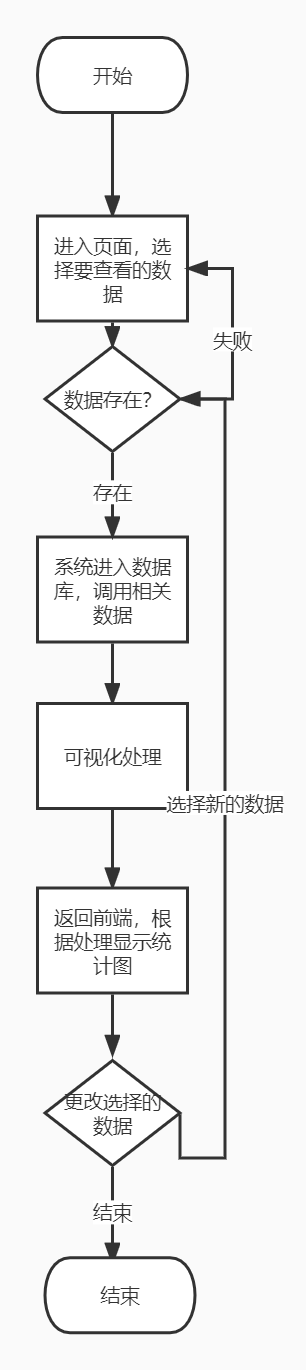 开始
进入页面，选
择要查看的数
据
失败
数据存在？
存在
系统进入数据
库，调用相关
数据
可视化处理
选择新的数据
返回前端，根
据处理显示统
计图
更改选择的
数据
结束
结束